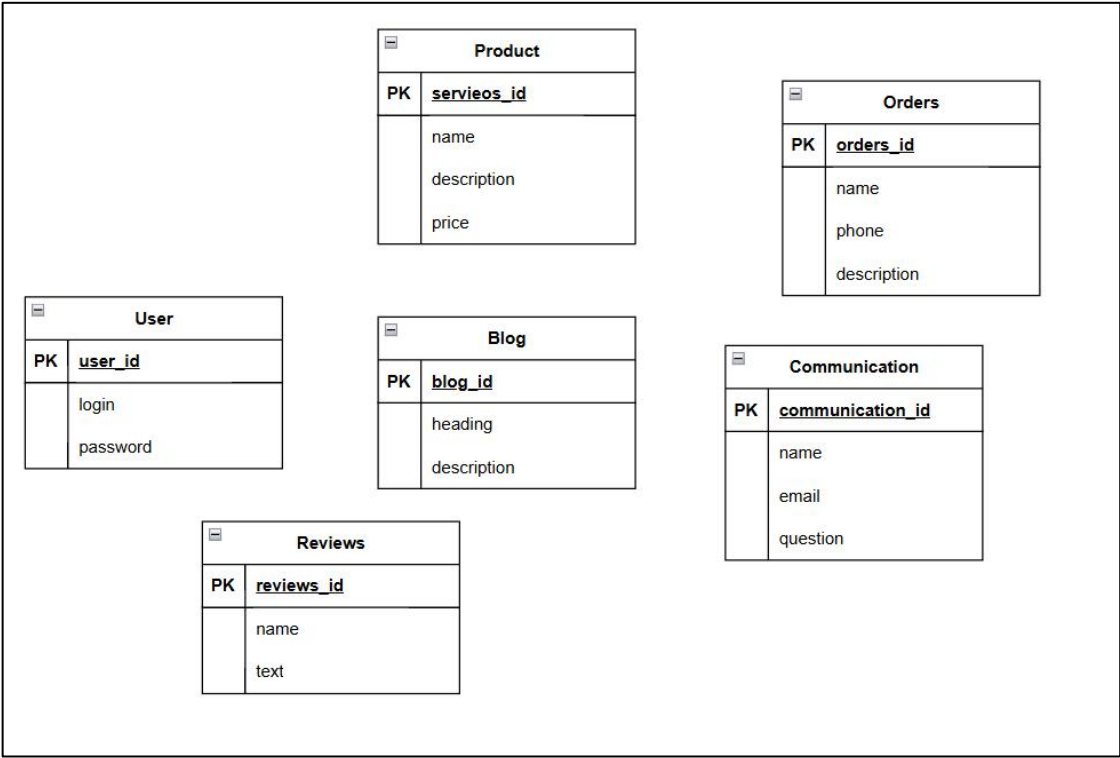 Product
PK servieos_id
name
description
price
Orders
PK orders_id
name
phone
description
User
PK user_id
login
password
Blog
PK blog_id
heading
description
Communication
PK communication_id
name
email
question
Reviews
PK reviews_id
name
text